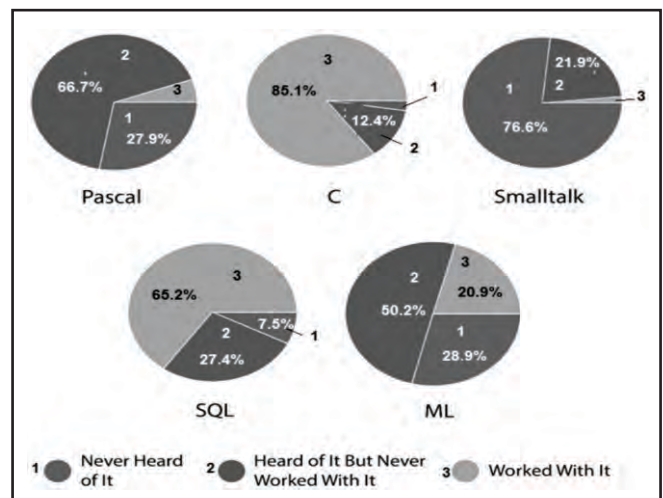 2
66.7%
3
1
27.9%
Pascal
3
85.1%
1
12.4%
2
C
21.9%
1
2
3
76.6%
Smalltalk
3
65.2%
7.5%
2
1
27.4%
SQL
3
2
20.9%
50.2%
1
28.9%
ML
1 Never Heard
of It
2 Heard of It But Never
Worked With It
3 Worked With It